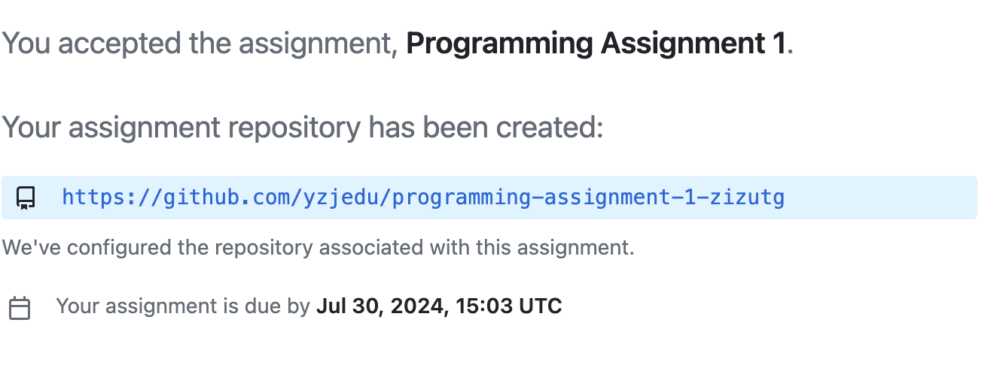 You accepted the assignment, Programming Assignment 1.
Your assignment repository has been created:
https://github.com/yzjedu/programming-assignment-1-zizutg
We've configured the repository associated with this assignment.
Your assignment is due by Jul 30, 2024, 15:03 UTC